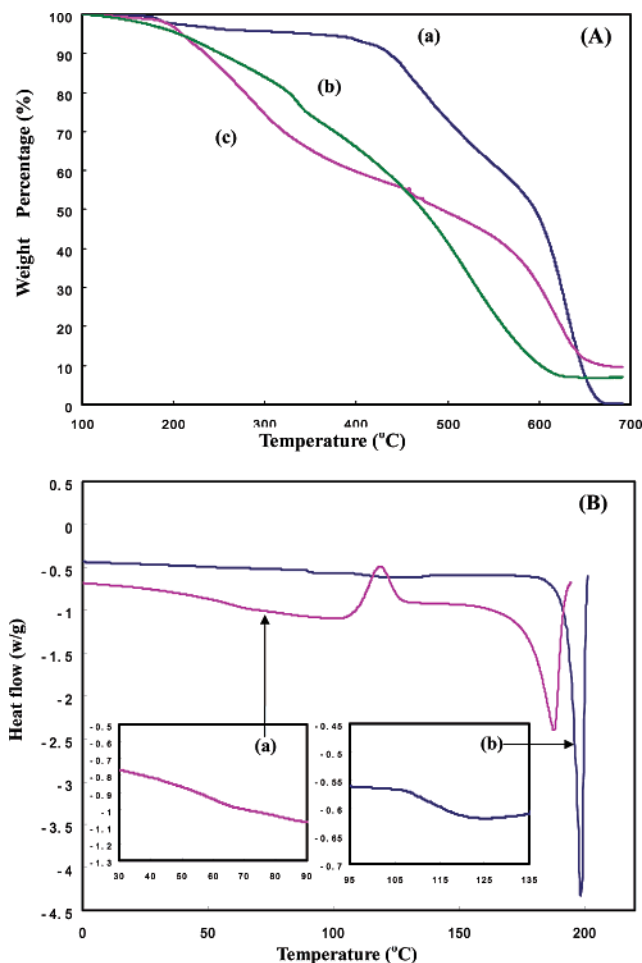 100
(a)
(A)
90
80
(b)
70
(c)
60
50
40
30
20
10
0
Weight Percentage (%)
100 200 300 400 500 600 700
Temperature (°C)
0.5
(B)
0
-0.5
-1
-1.5
-2
-2.5
-3
-3.5
-4
-4.5
Heat flow (w/g)
(a)
(b)
-0.5
-0.6
-0.7
-0.8
-0.9
-1
-1.1
-1.2
-1.3
30 40 50 60 70 80 90
-0.45
-0.5
-0.55
-0.6
-0.65
-0.7
95 105 115 125 135
0 50 100 150 200
Temperature (°C)